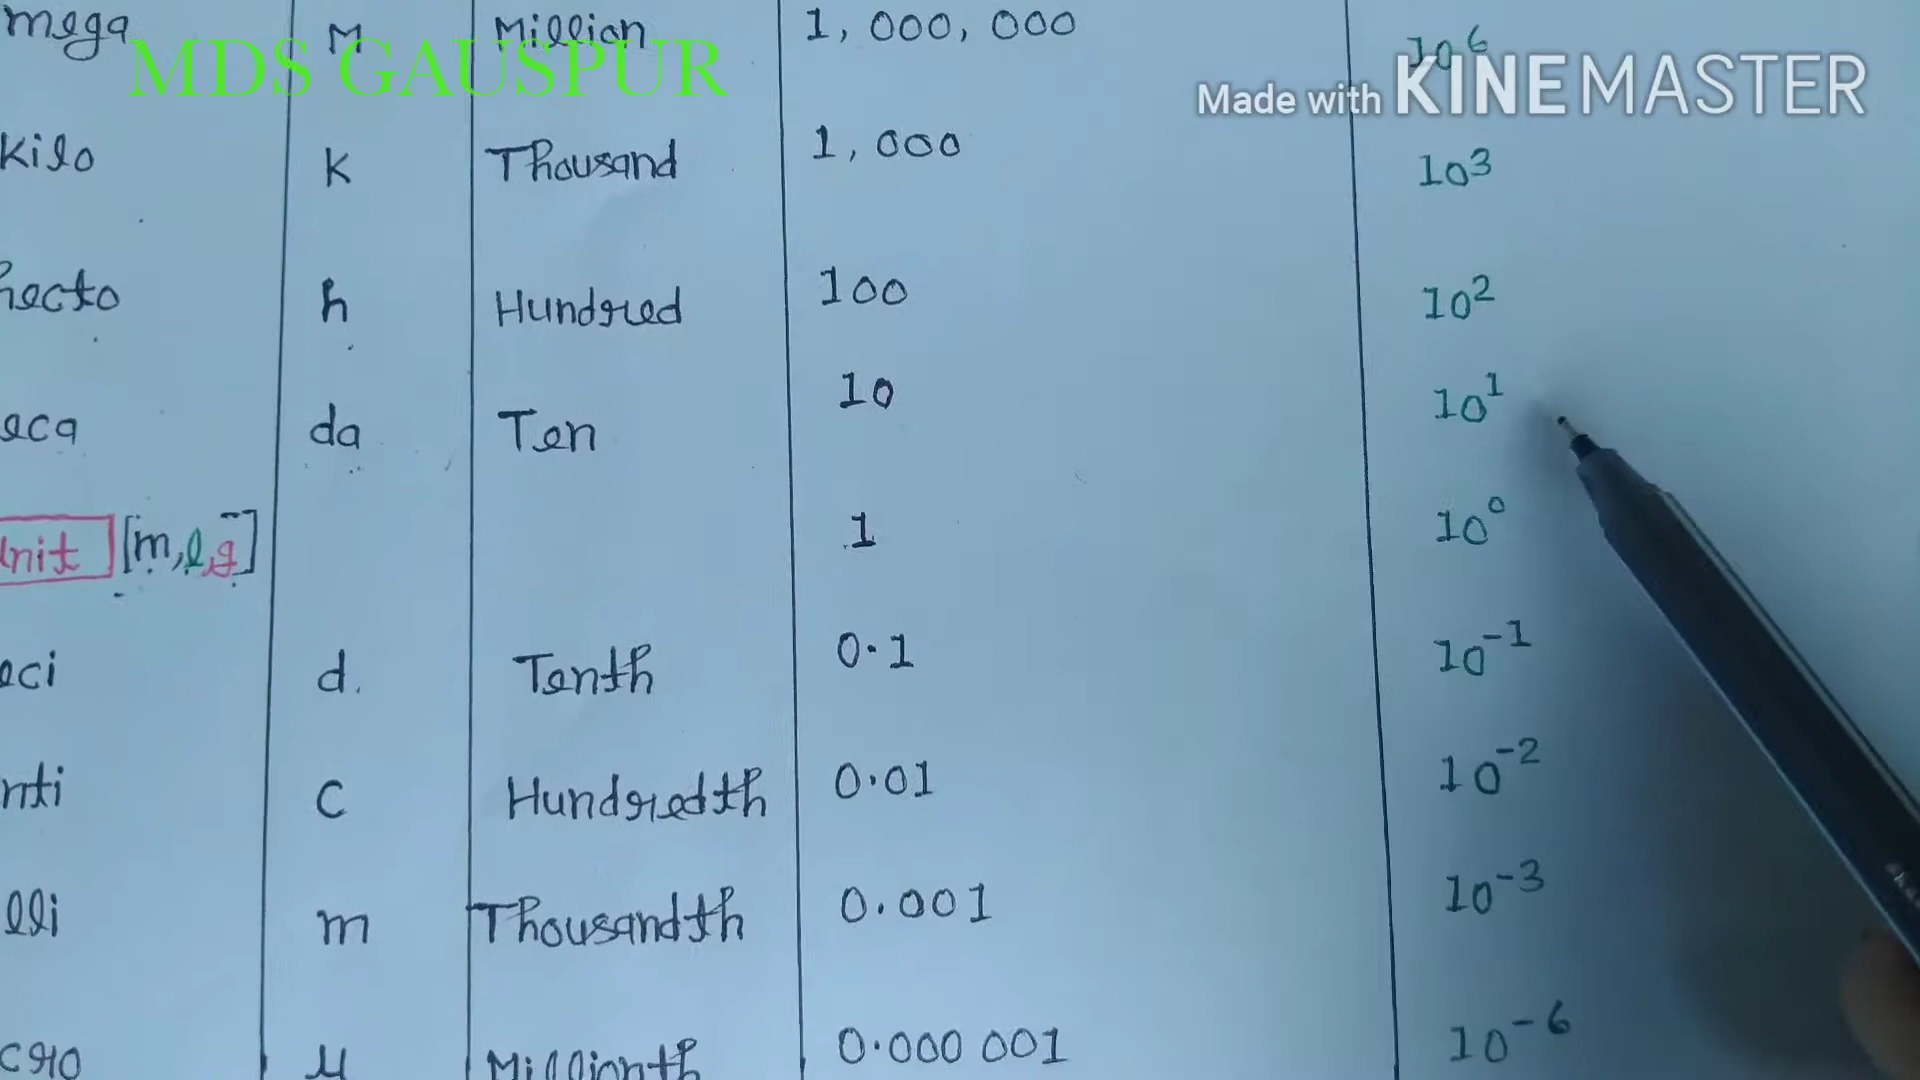 mega M Million 1, 000, 000 10⁶
MDS GAUSPUR
Made with KINEMASTER
Kilo K Thousand 1, 000 10³
hecto h Hundred 100 10²
eca da Ten 10 10¹
Unit [m,l,g] 1 10⁰
eci d. Tenth 0.1 10⁻¹
nti C Hundredth 0.01 10⁻²
lli m Thousandth 0.001 10⁻³
cro μ Millionth 0.000 001 10⁻⁶